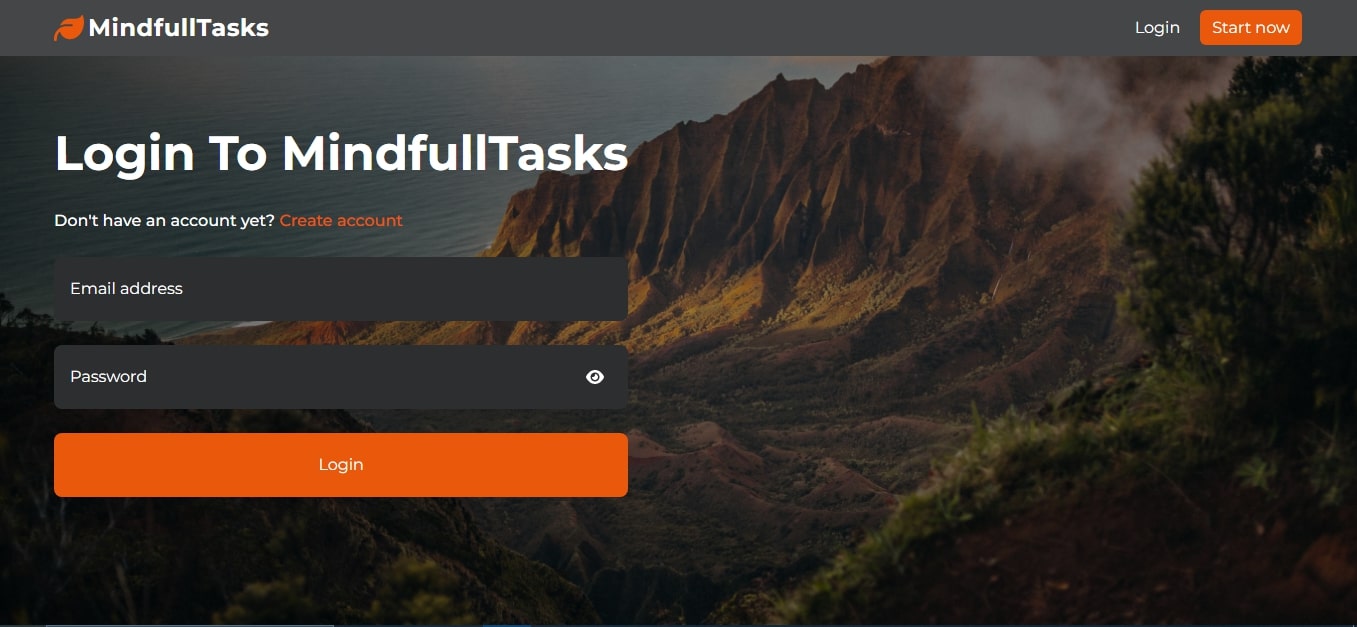 MindfullTasks
Login
Start now
Login To MindfullTasks
Don't have an account yet? Create account
Email address
Password
Login